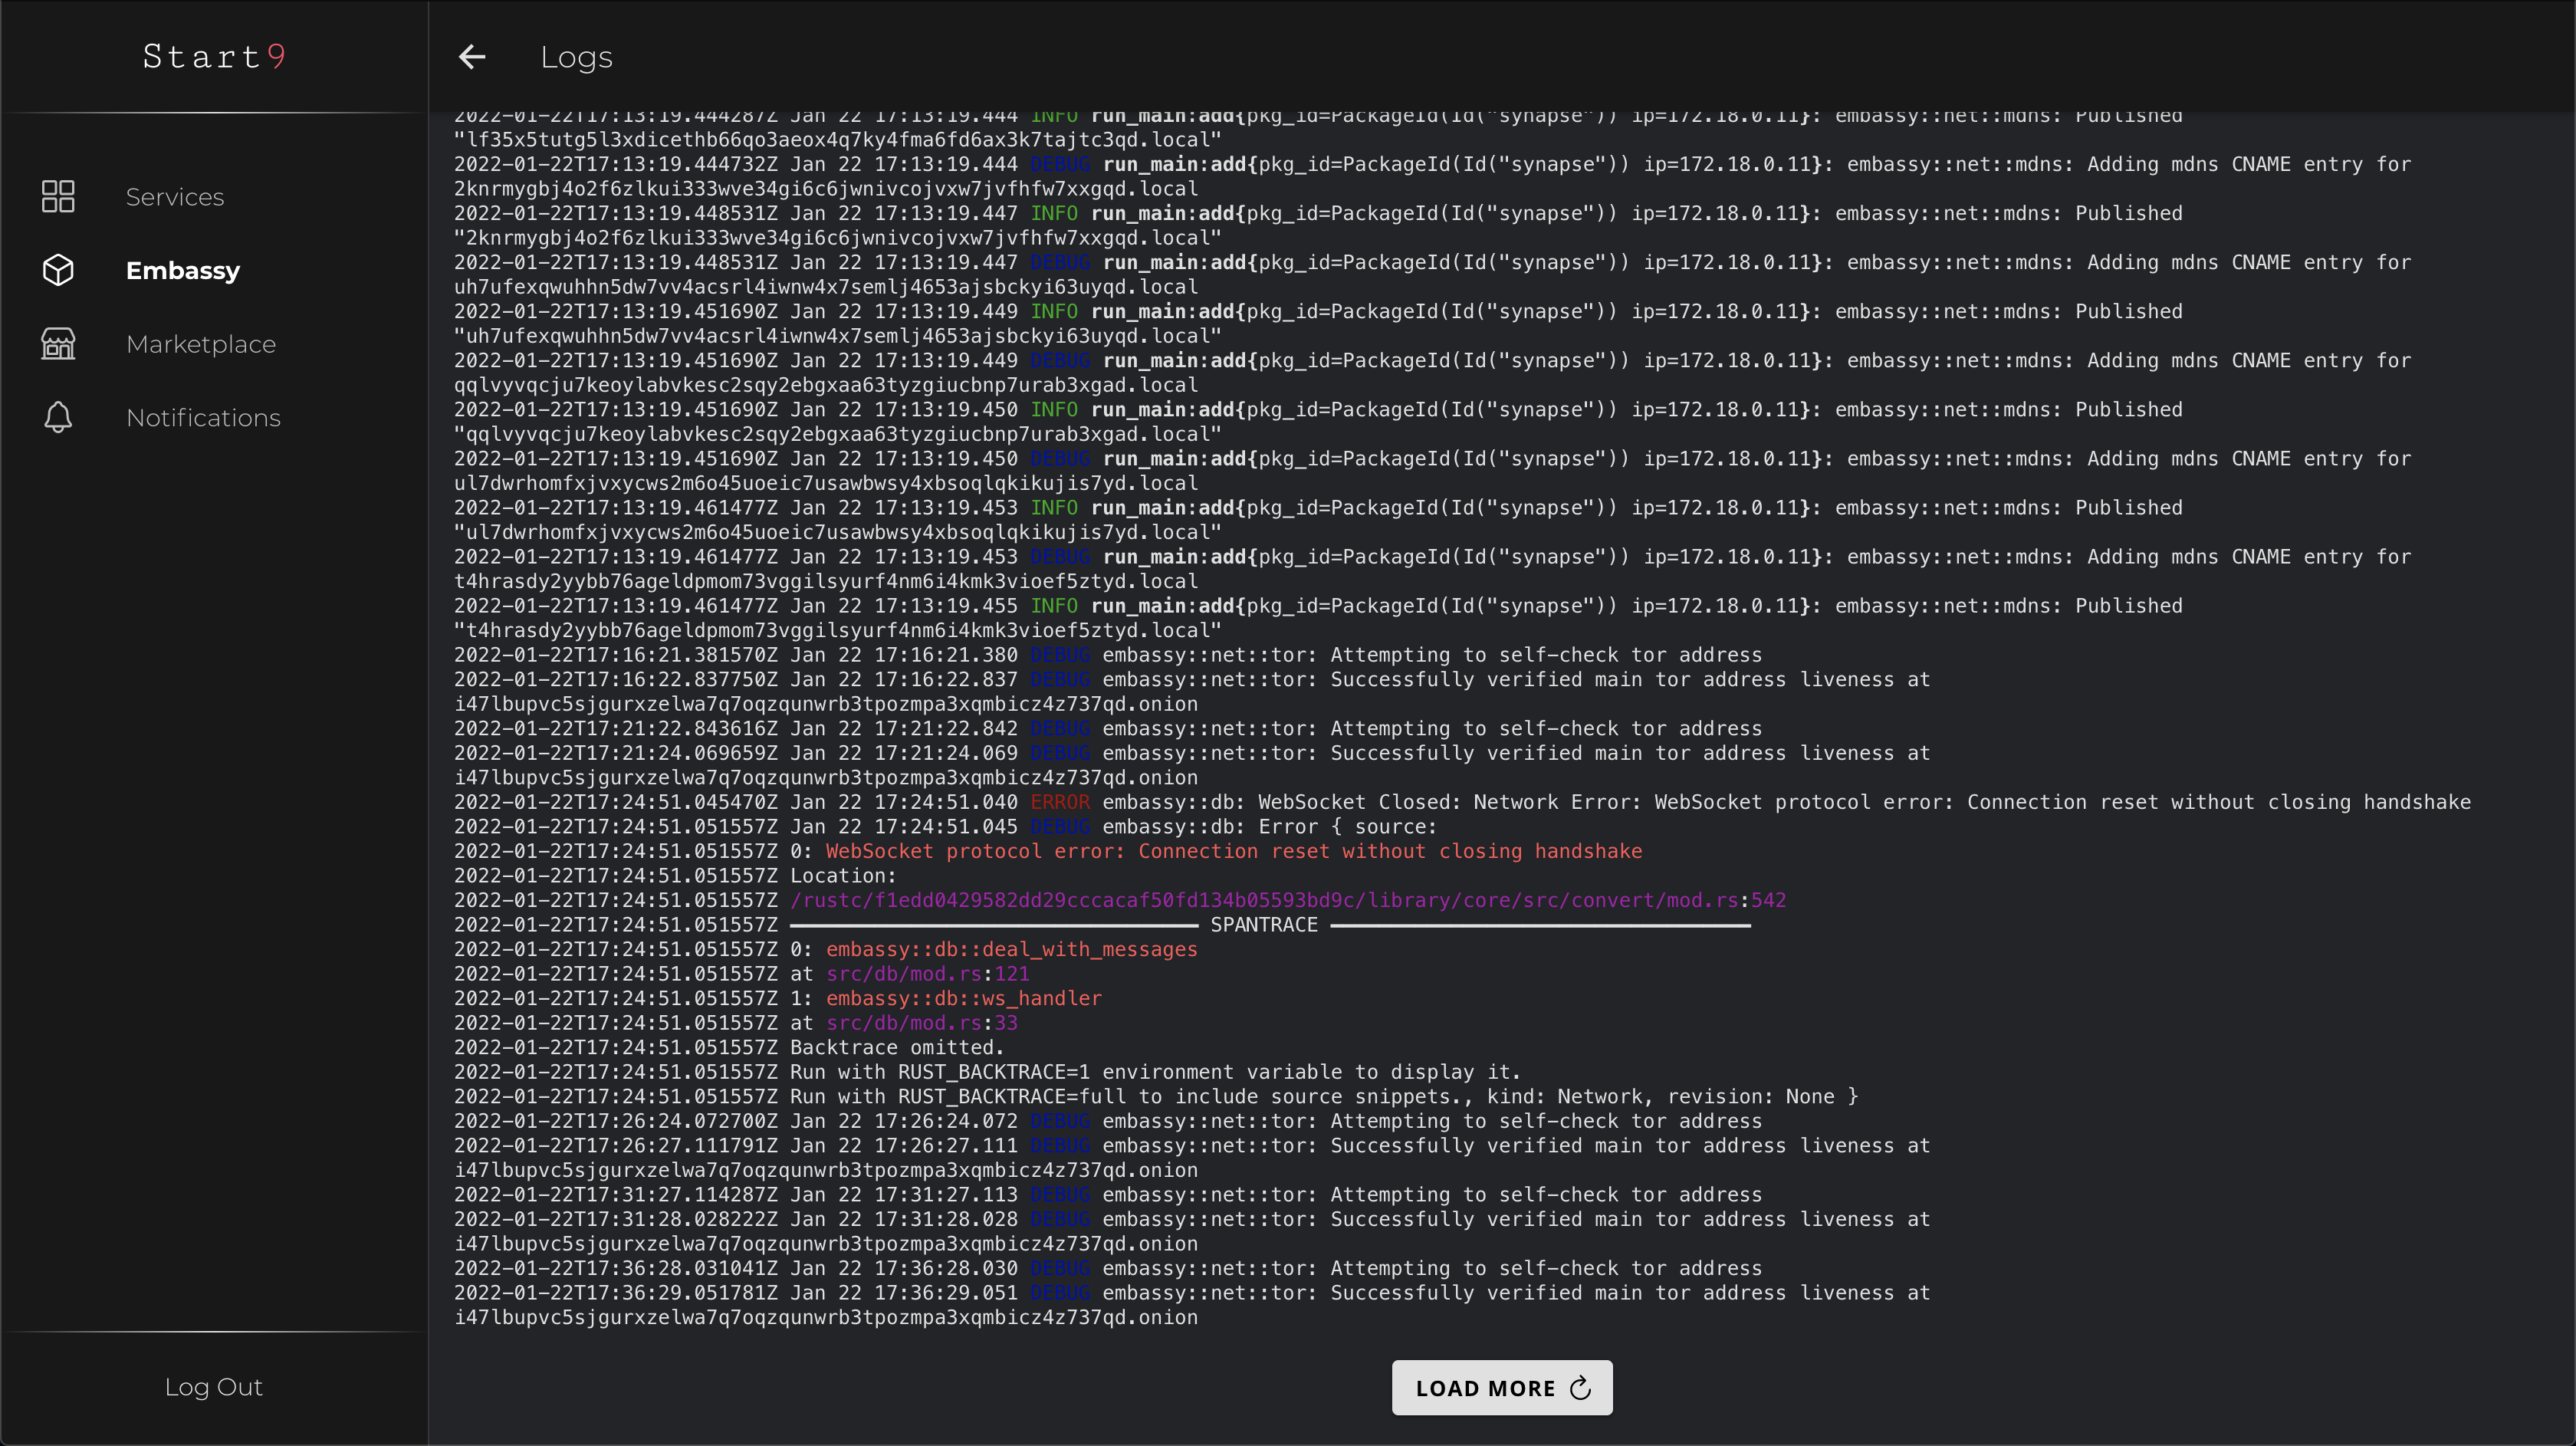 Start9
Services
Embassy
Marketplace
Notifications
Log Out
Logs
2022-01-22T17:13:19.444287Z Jan 22 17:13:19.444 INFO run_main:add{pkg_id=PackageId(Id("synapse")) ip=172.18.0.11}: embassy::net::mdns: Published
"lf35x5tutg5l3xdicethb66qo3aeox4q7ky4fma6fd6ax3k7tajtc3qd.local"
2022-01-22T17:13:19.444732Z Jan 22 17:13:19.444 DEBUG run_main:add{pkg_id=PackageId(Id("synapse")) ip=172.18.0.11}: embassy::net::mdns: Adding mdns CNAME entry for
2knrmygbj4o2f6zlkui333wve34gi6c6jwnivcojvxw7jvfhfw7xxgqd.local
2022-01-22T17:13:19.448531Z Jan 22 17:13:19.447 INFO run_main:add{pkg_id=PackageId(Id("synapse")) ip=172.18.0.11}: embassy::net::mdns: Published
"2knrmygbj4o2f6zlkui333wve34gi6c6jwnivcojvxw7jvfhfw7xxgqd.local"
2022-01-22T17:13:19.448531Z Jan 22 17:13:19.447 DEBUG run_main:add{pkg_id=PackageId(Id("synapse")) ip=172.18.0.11}: embassy::net::mdns: Adding mdns CNAME entry for
uh7ufexqwuhhn5dw7vv4acsrl4iwnw4x7semlj4653ajsbckyi63uyqd.local
2022-01-22T17:13:19.451690Z Jan 22 17:13:19.449 INFO run_main:add{pkg_id=PackageId(Id("synapse")) ip=172.18.0.11}: embassy::net::mdns: Published
"uh7ufexqwuhhn5dw7vv4acsrl4iwnw4x7semlj4653ajsbckyi63uyqd.local"
2022-01-22T17:13:19.451690Z Jan 22 17:13:19.449 DEBUG run_main:add{pkg_id=PackageId(Id("synapse")) ip=172.18.0.11}: embassy::net::mdns: Adding mdns CNAME entry for
qqlvyvqcju7keoylabvkesc2sqy2ebgxaa63tyzgiucbnp7urab3xgad.local
2022-01-22T17:13:19.451690Z Jan 22 17:13:19.450 INFO run_main:add{pkg_id=PackageId(Id("synapse")) ip=172.18.0.11}: embassy::net::mdns: Published
"qqlvyvqcju7keoylabvkesc2sqy2ebgxaa63tyzgiucbnp7urab3xgad.local"
2022-01-22T17:13:19.451690Z Jan 22 17:13:19.450 DEBUG run_main:add{pkg_id=PackageId(Id("synapse")) ip=172.18.0.11}: embassy::net::mdns: Adding mdns CNAME entry for
ul7dwrhomfxjvxycws2m6o45uoeic7usawbwsy4xbsoqlqkikujis7yd.local
2022-01-22T17:13:19.461477Z Jan 22 17:13:19.453 INFO run_main:add{pkg_id=PackageId(Id("synapse")) ip=172.18.0.11}: embassy::net::mdns: Published
"ul7dwrhomfxjvxycws2m6o45uoeic7usawbwsy4xbsoqlqkikujis7yd.local"
2022-01-22T17:13:19.461477Z Jan 22 17:13:19.453 DEBUG run_main:add{pkg_id=PackageId(Id("synapse")) ip=172.18.0.11}: embassy::net::mdns: Adding mdns CNAME entry for
t4hrasdy2yybb76ageldpmom73vggilsyurf4nm6i4kmk3vioef5ztyd.local
2022-01-22T17:13:19.461477Z Jan 22 17:13:19.455 INFO run_main:add{pkg_id=PackageId(Id("synapse")) ip=172.18.0.11}: embassy::net::mdns: Published
"t4hrasdy2yybb76ageldpmom73vggilsyurf4nm6i4kmk3vioef5ztyd.local"
2022-01-22T17:16:21.381570Z Jan 22 17:16:21.380 DEBUG embassy::net::tor: Attempting to self-check tor address
2022-01-22T17:16:22.837750Z Jan 22 17:16:22.837 DEBUG embassy::net::tor: Successfully verified main tor address liveness at
i47lbupvc5sjgurxzelwa7q7oqzqunwrb3tpozmpa3xqmbicz4z737qd.onion
2022-01-22T17:21:22.843616Z Jan 22 17:21:22.842 DEBUG embassy::net::tor: Attempting to self-check tor address
2022-01-22T17:21:24.069659Z Jan 22 17:21:24.069 DEBUG embassy::net::tor: Successfully verified main tor address liveness at
i47lbupvc5sjgurxzelwa7q7oqzqunwrb3tpozmpa3xqmbicz4z737qd.onion
2022-01-22T17:24:51.045470Z Jan 22 17:24:51.040 ERROR embassy::db: WebSocket Closed: Network Error: WebSocket protocol error: Connection reset without closing handshake
2022-01-22T17:24:51.051557Z Jan 22 17:24:51.045 DEBUG embassy::db: Error { source:
2022-01-22T17:24:51.051557Z 0: WebSocket protocol error: Connection reset without closing handshake
2022-01-22T17:24:51.051557Z Location:
2022-01-22T17:24:51.051557Z /rustc/f1edd0429582dd29cccacaf50fd134b05593bd9c/library/core/src/convert/mod.rs:542
2022-01-22T17:24:51.051557Z ━━━━━━━━━━━━━━━━━━━━━━━━━━━━━━━━━━ SPANTRACE ━━━━━━━━━━━━━━━━━━━━━━━━━━━━━━━━━━━
2022-01-22T17:24:51.051557Z 0: embassy::db::deal_with_messages
2022-01-22T17:24:51.051557Z at src/db/mod.rs:121
2022-01-22T17:24:51.051557Z 1: embassy::db::ws_handler
2022-01-22T17:24:51.051557Z at src/db/mod.rs:33
2022-01-22T17:24:51.051557Z Backtrace omitted.
2022-01-22T17:24:51.051557Z Run with RUST_BACKTRACE=1 environment variable to display it.
2022-01-22T17:24:51.051557Z Run with RUST_BACKTRACE=full to include source snippets., kind: Network, revision: None }
2022-01-22T17:26:24.072700Z Jan 22 17:26:24.072 DEBUG embassy::net::tor: Attempting to self-check tor address
2022-01-22T17:26:27.111791Z Jan 22 17:26:27.111 DEBUG embassy::net::tor: Successfully verified main tor address liveness at
i47lbupvc5sjgurxzelwa7q7oqzqunwrb3tpozmpa3xqmbicz4z737qd.onion
2022-01-22T17:31:27.114287Z Jan 22 17:31:27.113 DEBUG embassy::net::tor: Attempting to self-check tor address
2022-01-22T17:31:28.028222Z Jan 22 17:31:28.028 DEBUG embassy::net::tor: Successfully verified main tor address liveness at
i47lbupvc5sjgurxzelwa7q7oqzqunwrb3tpozmpa3xqmbicz4z737qd.onion
2022-01-22T17:36:28.031041Z Jan 22 17:36:28.030 DEBUG embassy::net::tor: Attempting to self-check tor address
2022-01-22T17:36:29.051781Z Jan 22 17:36:29.051 DEBUG embassy::net::tor: Successfully verified main tor address liveness at
i47lbupvc5sjgurxzelwa7q7oqzqunwrb3tpozmpa3xqmbicz4z737qd.onion
LOAD MORE